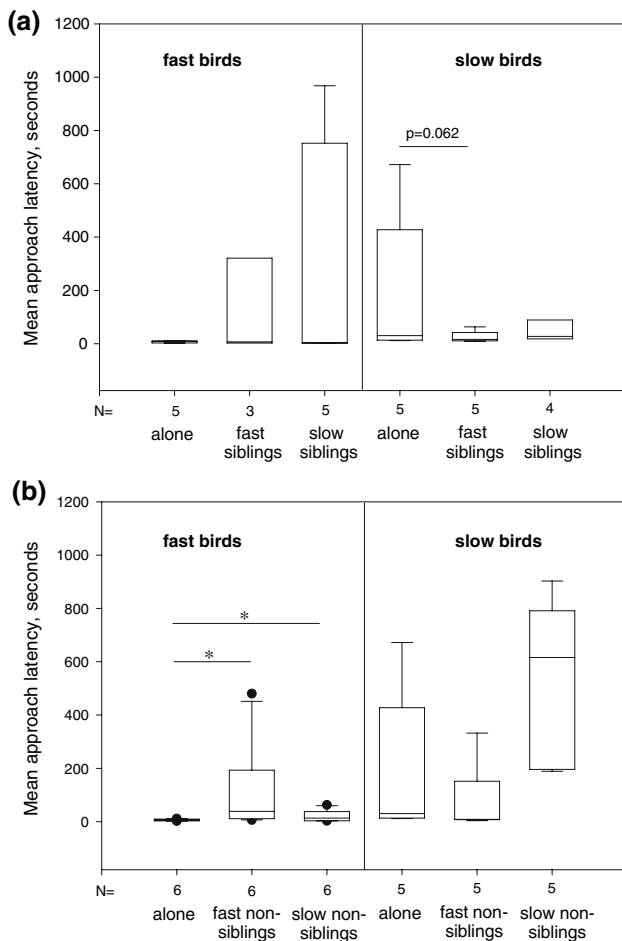 (a)
1200
1000
800
600
400
200
0
Mean approach latency, seconds
fast birds
slow birds
p=0.062
N= 5 3 5 5 5 4
alone fast siblings slow siblings alone fast siblings slow siblings
(b)
1200
1000
800
600
400
200
0
Mean approach latency, seconds
fast birds
slow birds
*
*
N= 6 6 6 5 5 5
alone fast non-siblings slow non-siblings alone fast non-siblings slow non-siblings